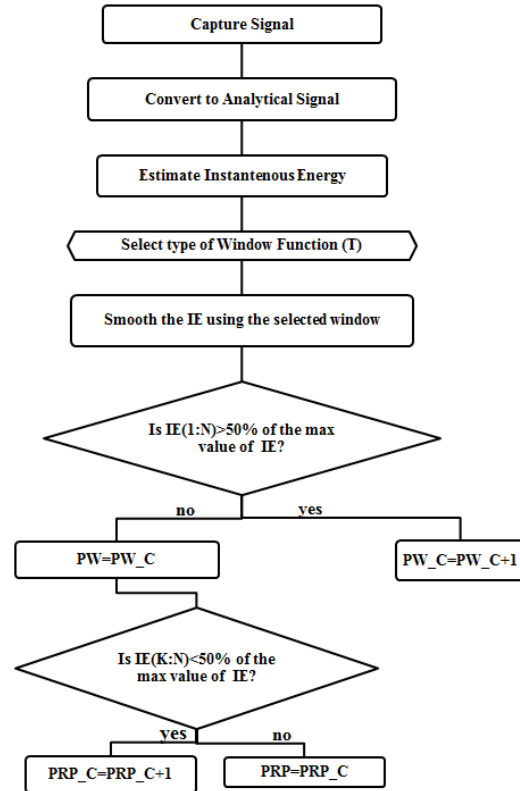 Capture Signal
Convert to Analytical Signal
Estimate Instantenous Energy
Select type of Window Function (T)
Smooth the IE using the selected window
Is IE(1:N)>50% of the max
value of IE?
no
yes
PW=PW_C
PW_C=PW_C+1
Is IE(K:N)<50% of the
max value of IE?
yes
no
PRP_C=PRP_C+1
PRP=PRP_C